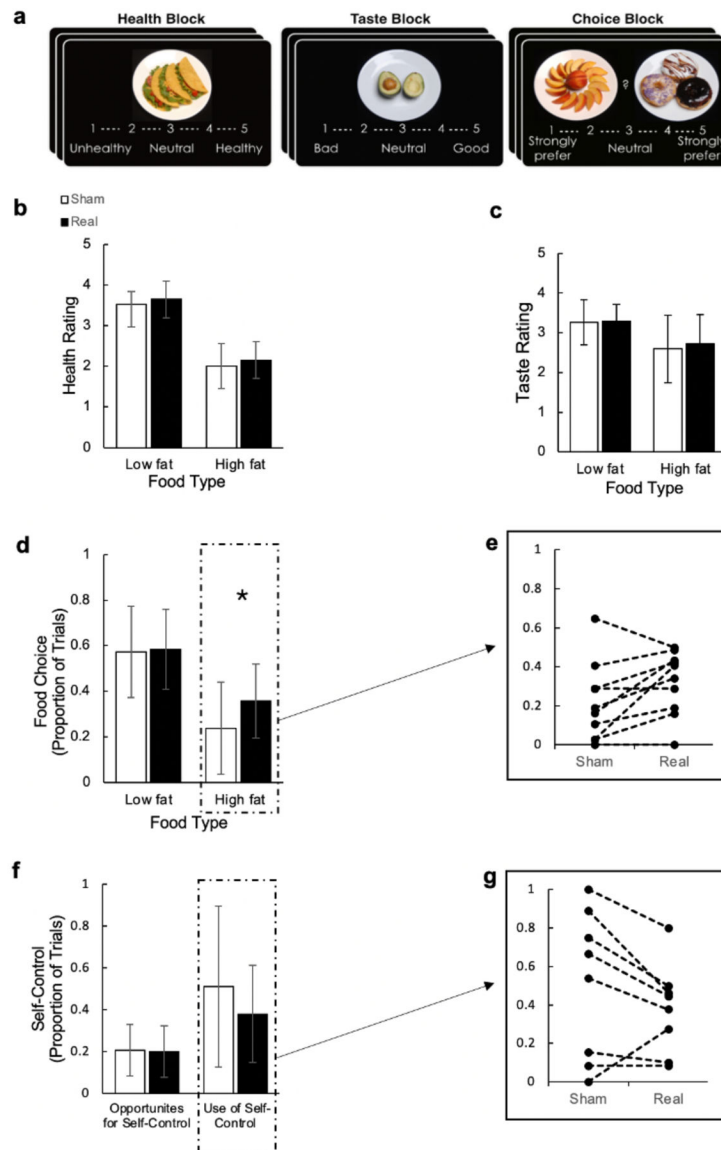 a
Health Block
Taste Block
Choice Block
?
1 ---- 2 ---- 3 ---- 4 ---- 5
Unhealthy Neutral Healthy
1 ---- 2 ---- 3 ---- 4 ---- 5
Bad Neutral Good
1 ---- 2 ---- 3 ---- 4 ---- 5
Strongly prefer Neutral Strongly prefer
b
Sham
Real
Health Rating
5
4
3
2
1
0
Low fat High fat
Food Type
c
Taste Rating
5
4
3
2
1
0
Low fat High fat
Food Type
d
Food Choice
(Proportion of Trials)
1
0.8
0.6
0.4
0.2
0
*
Low fat High fat
Food Type
e
1
0.8
0.6
0.4
0.2
0
Sham Real
f
Self-Control
(Proportion of Trials)
1
0.8
0.6
0.4
0.2
0
Opportunites
for Self-Control
Use of Self-
Control
g
1
0.8
0.6
0.4
0.2
0
Sham Real